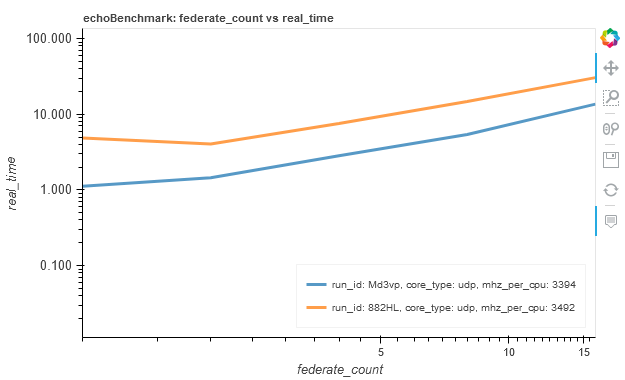 echoBenchmark: federate_count vs real_time
100.000
10.000
1.000
0.100
real_time
5
10
15
federate_count
run_id: Md3vp, core_type: udp, mhz_per_cpu: 3394
run_id: 882HL, core_type: udp, mhz_per_cpu: 3492